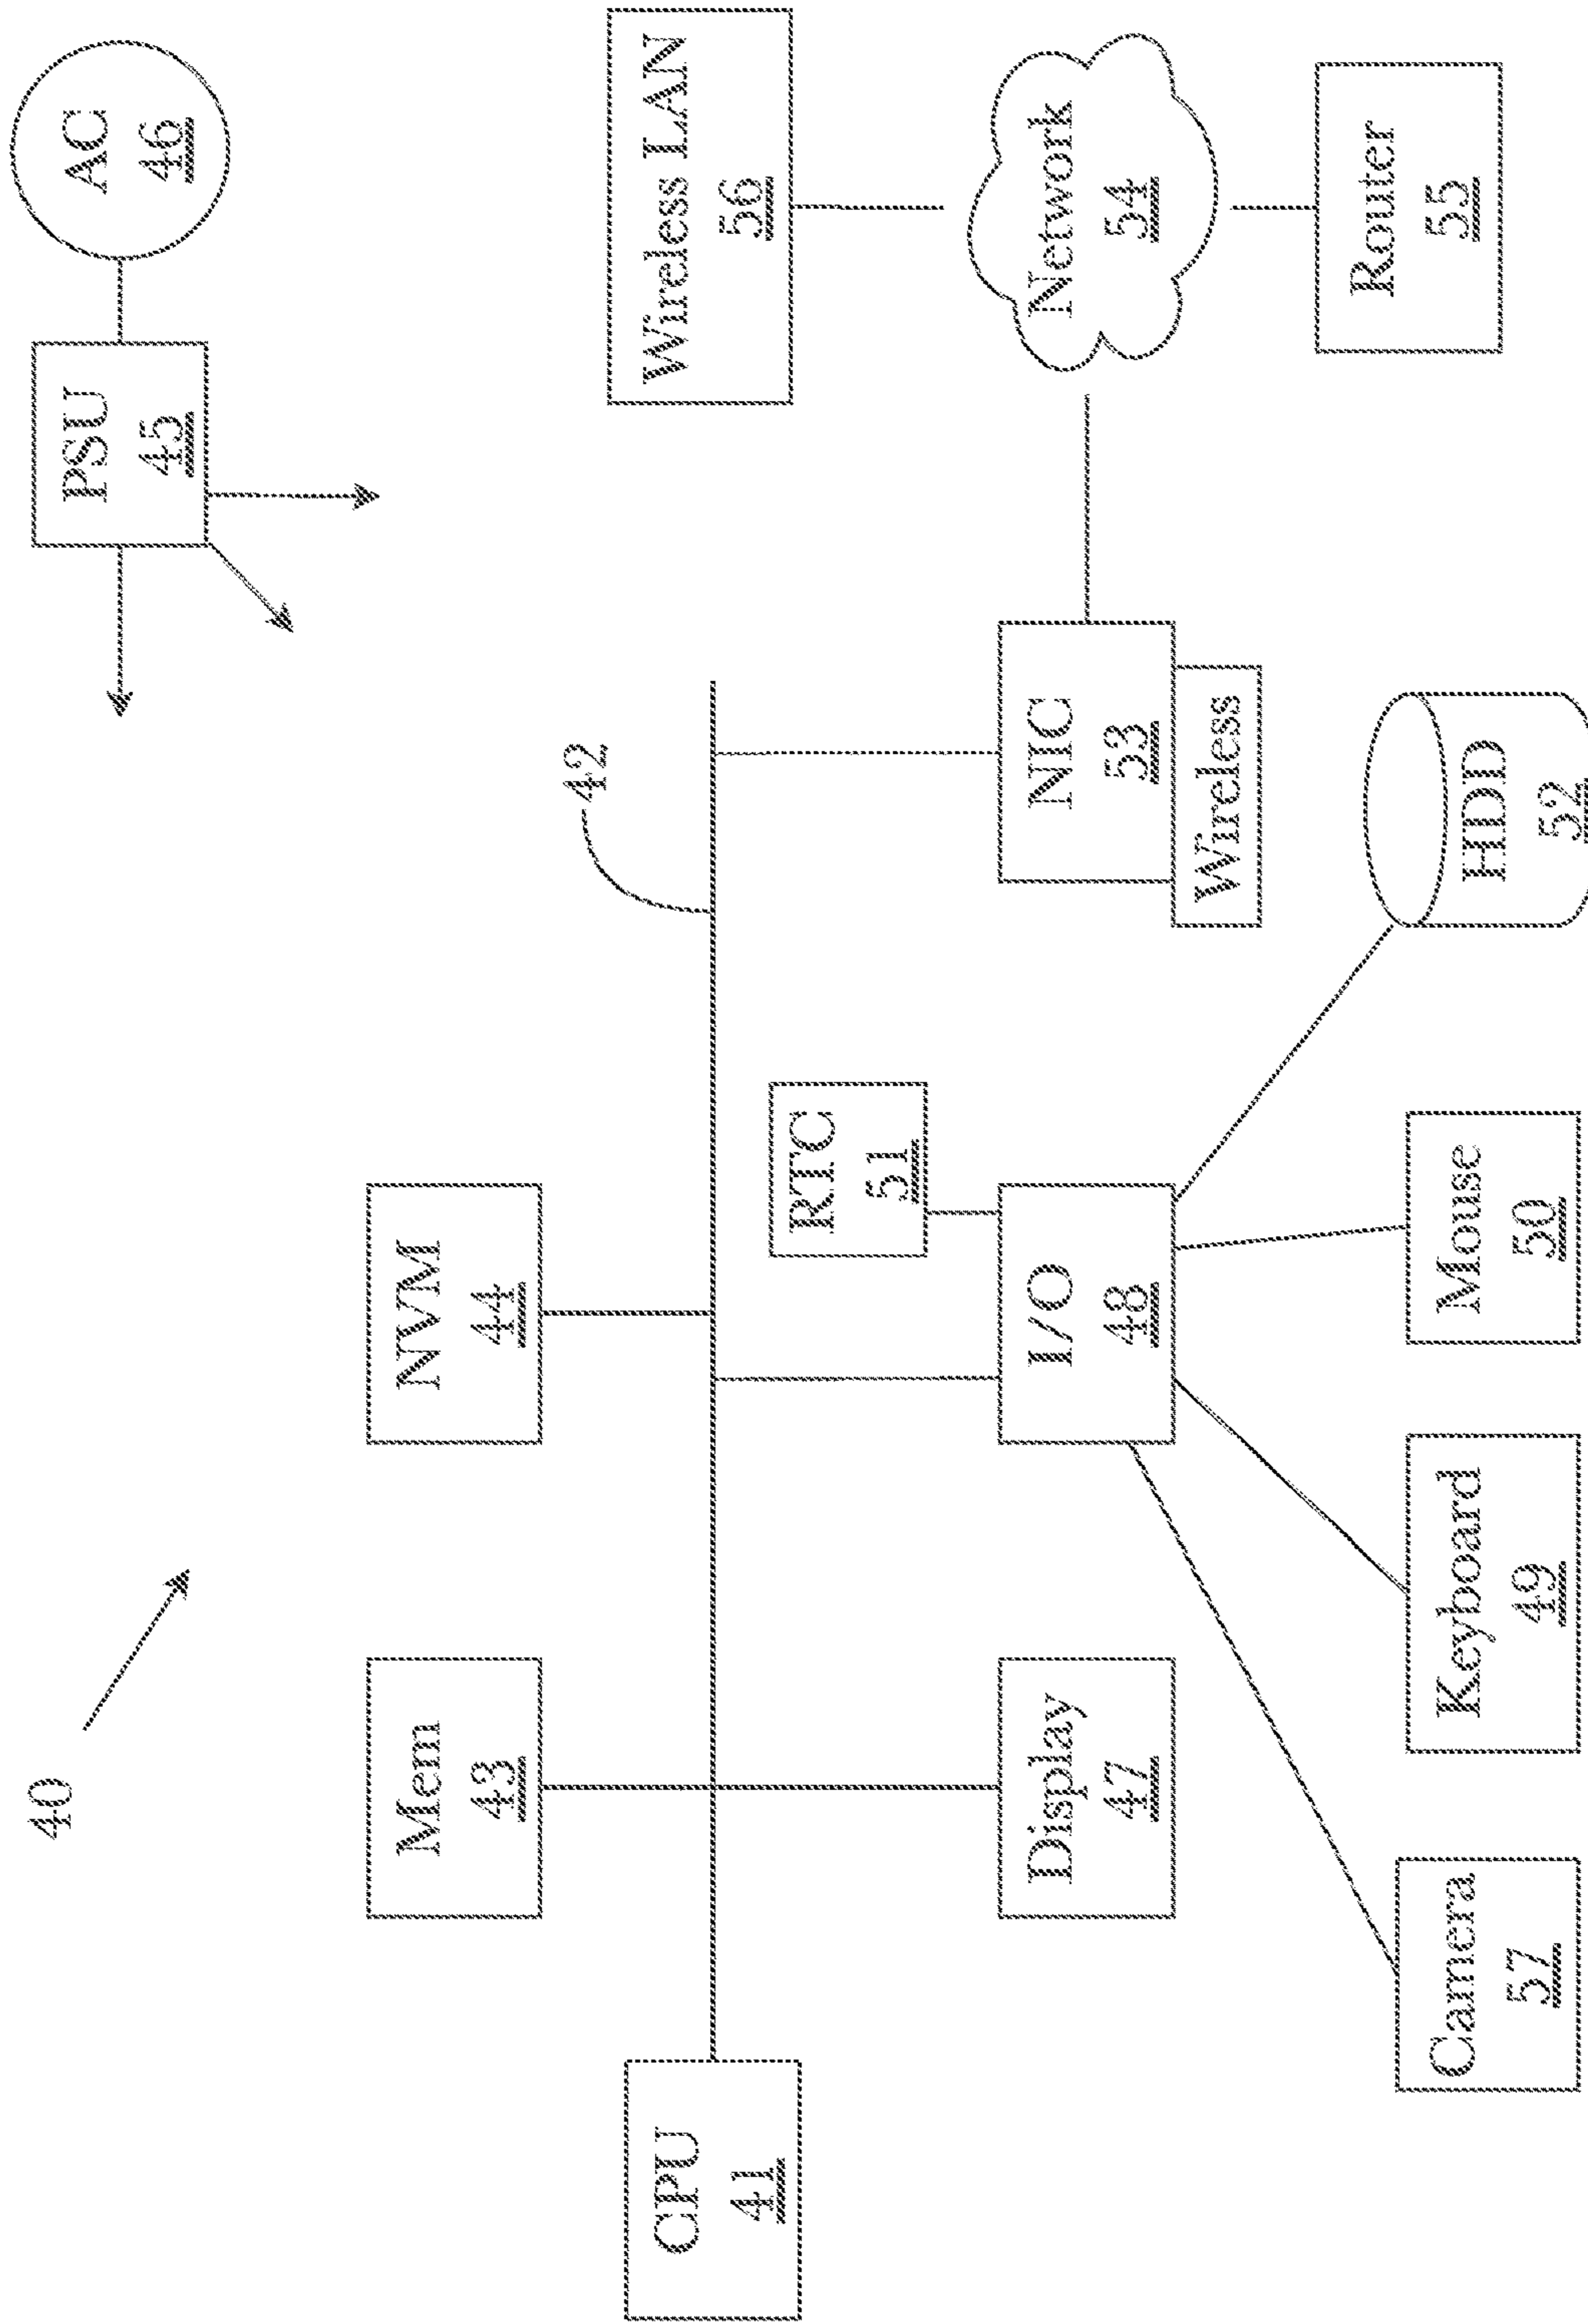 40
AC
46
PSU
45
Mem
43
NVM
44
42
Wireless LAN
56
CPU
41
RTC
51
Display
47
I/O
48
NIC
53
Wireless
Network
54
Camera
57
Keyboard
49
Mouse
50
HDD
52
Router
55